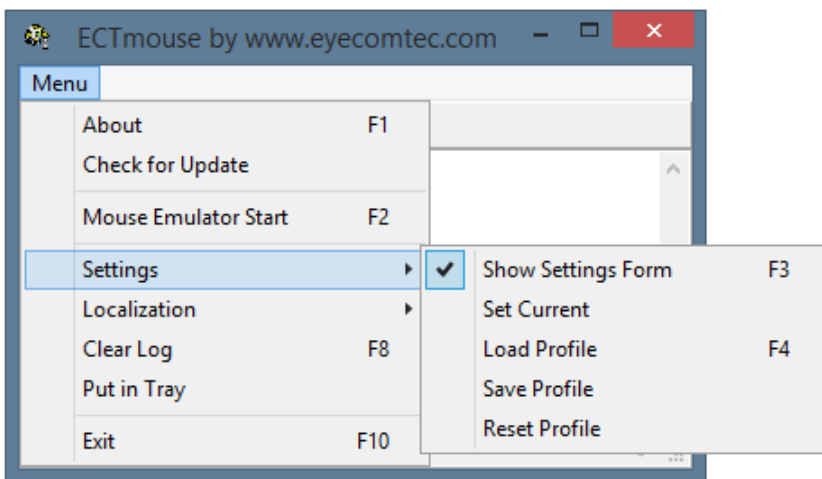 ECTmouse by www.eyecomtec.com
Menu
About F1
Check for Update
Mouse Emulator Start F2
Settings
Localization
Clear Log F8
Put in Tray
Exit F10
Show Settings Form F3
Set Current
Load Profile F4
Save Profile
Reset Profile